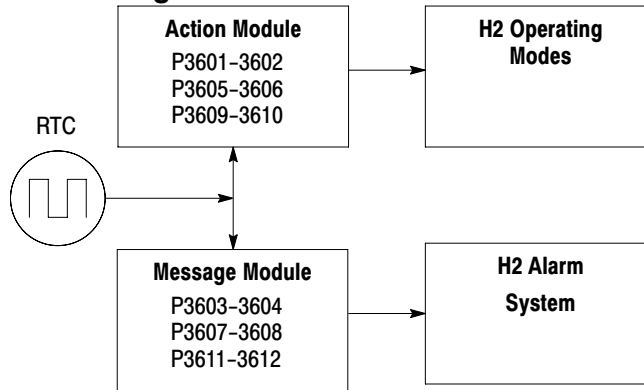 Action Module
P3601-3602
P3605-3606
P3609-3610
H2 Operating
Modes
RTC
Message Module
P3603-3604
P3607-3608
P3611-3612
H2 Alarm
System